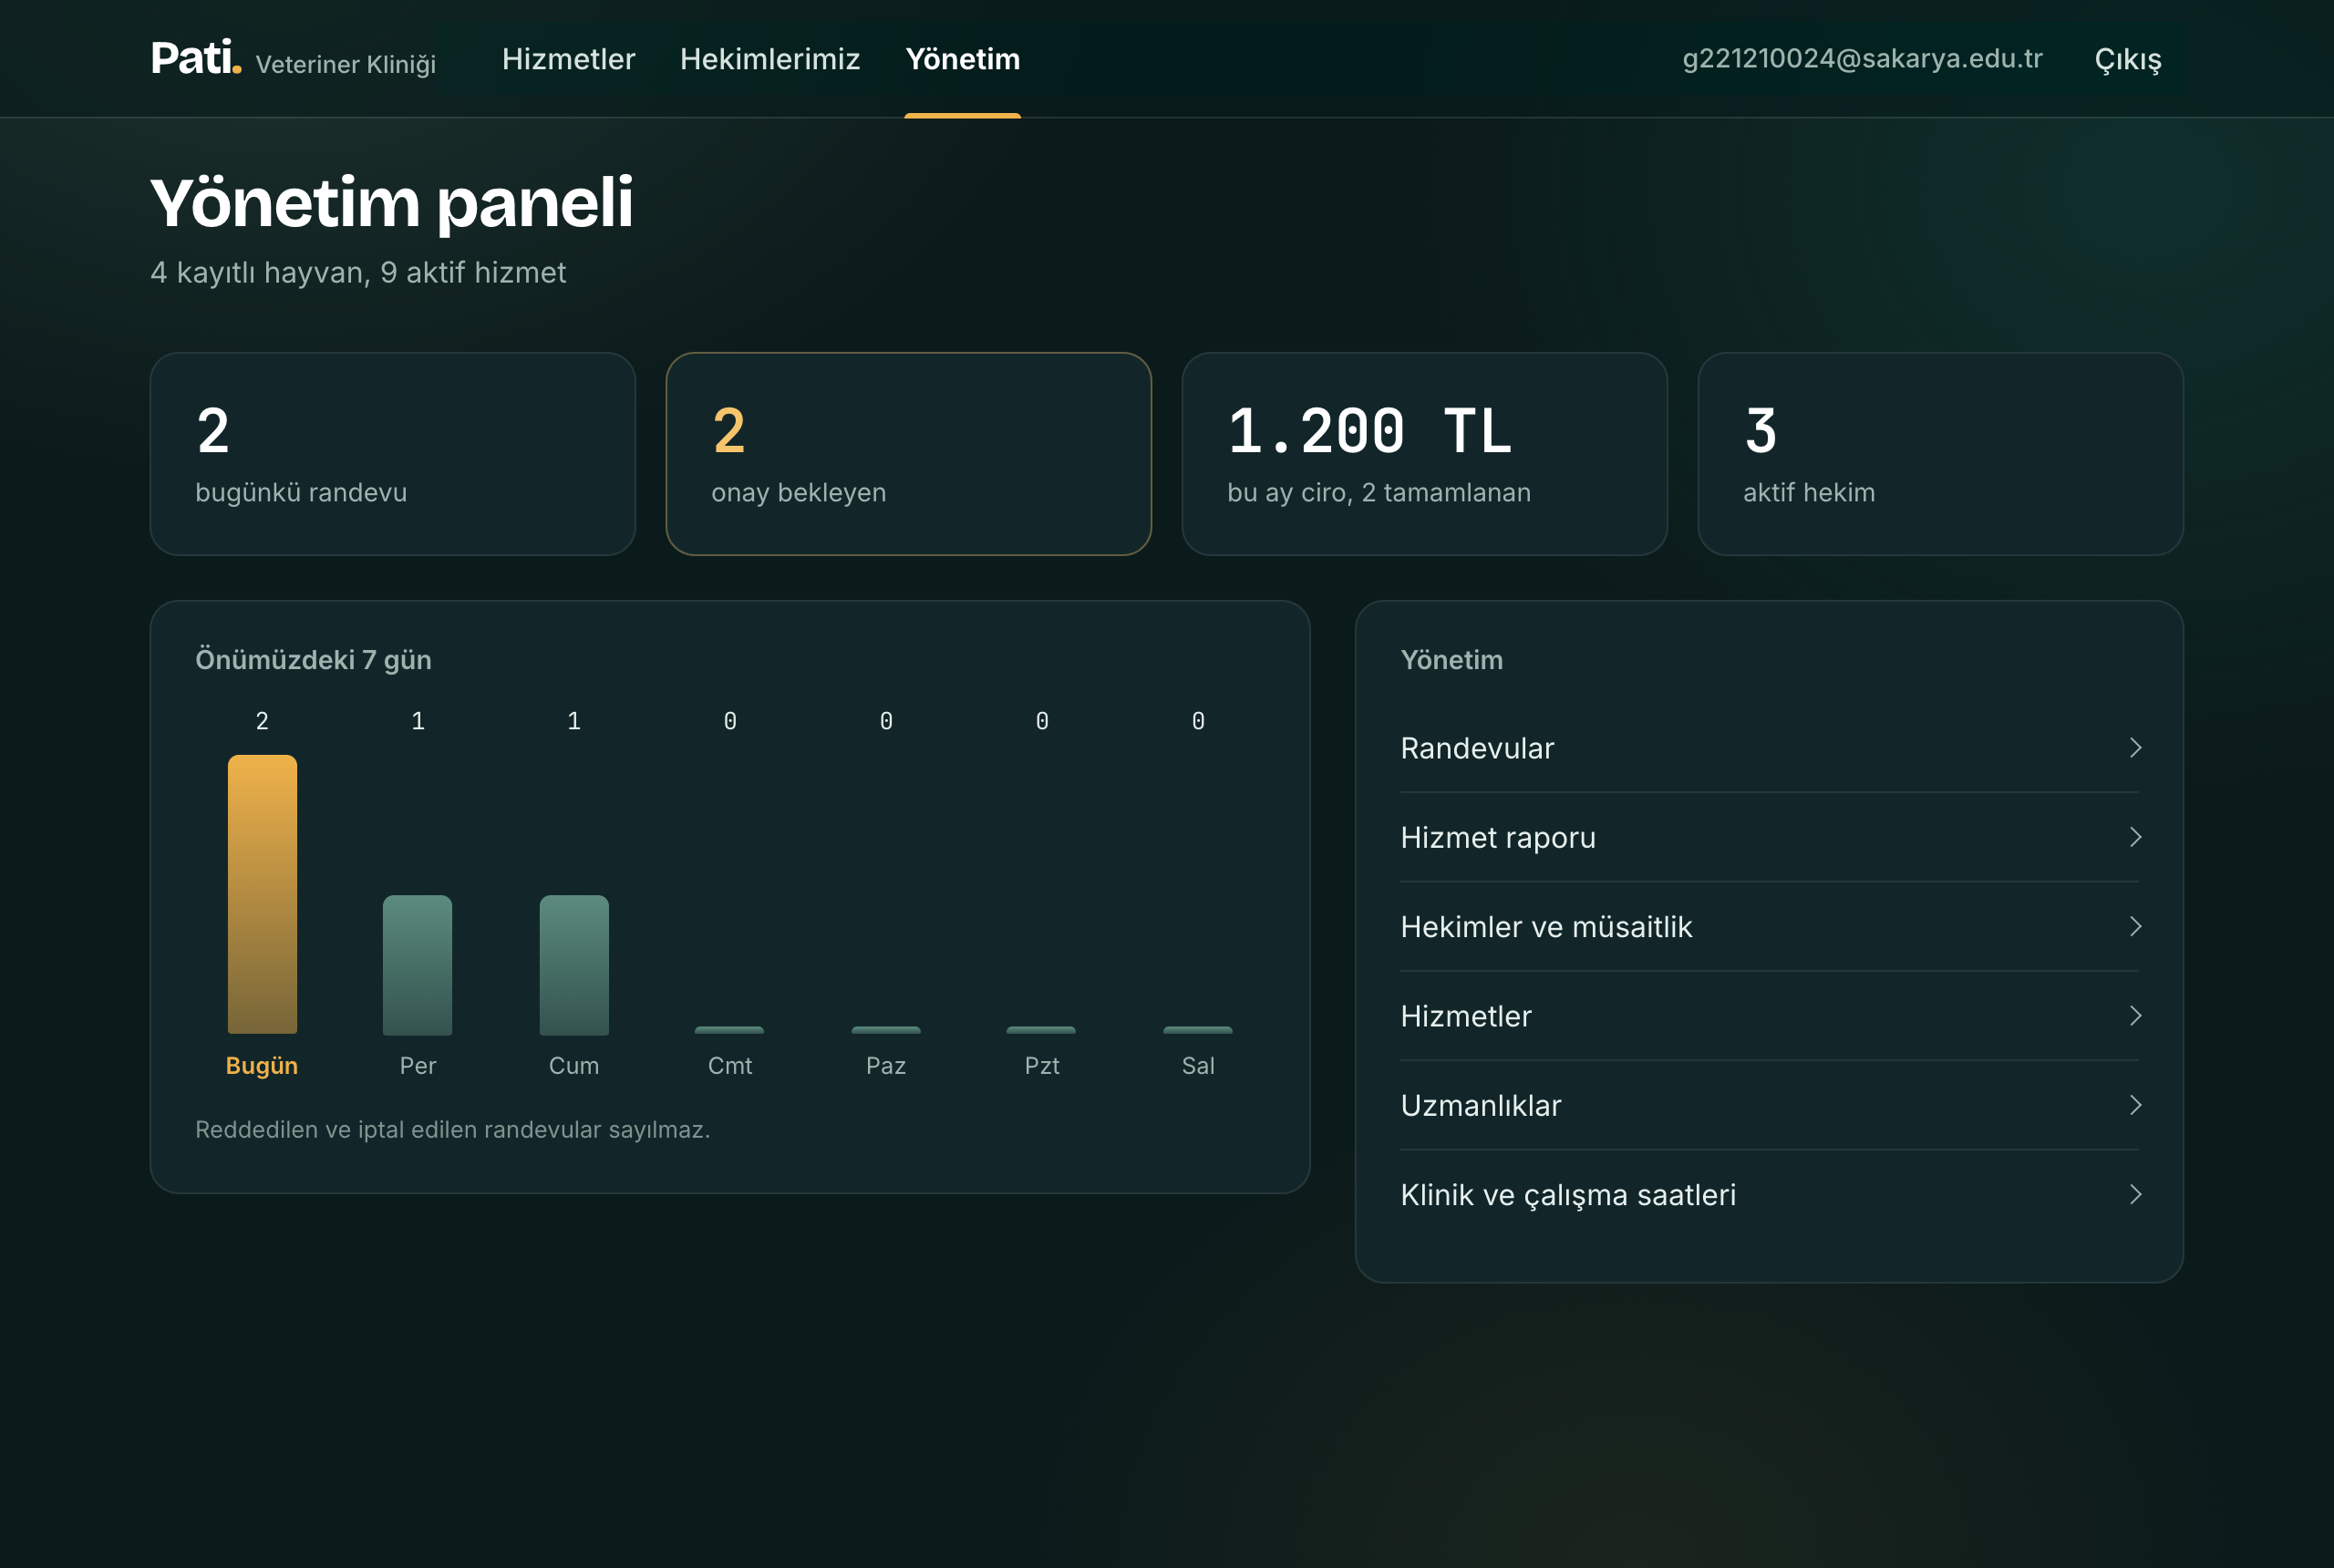 Pati. Veteriner Kliniği Hizmetler Hekimlerimiz Yönetim g221210024@sakarya.edu.tr Çıkış
Yönetim paneli
4 kayıtlı hayvan, 9 aktif hizmet
2
bugünkü randevu
2
onay bekleyen
1.200 TL
bu ay ciro, 2 tamamlanan
3
aktif hekim
Önümüzdeki 7 gün
2 1 1 0 0 0 0
Bugün Per Cum Cmt Paz Pzt Sal
Reddedilen ve iptal edilen randevular sayılmaz.
Yönetim
Randevular
Hizmet raporu
Hekimler ve müsaitlik
Hizmetler
Uzmanlıklar
Klinik ve çalışma saatleri